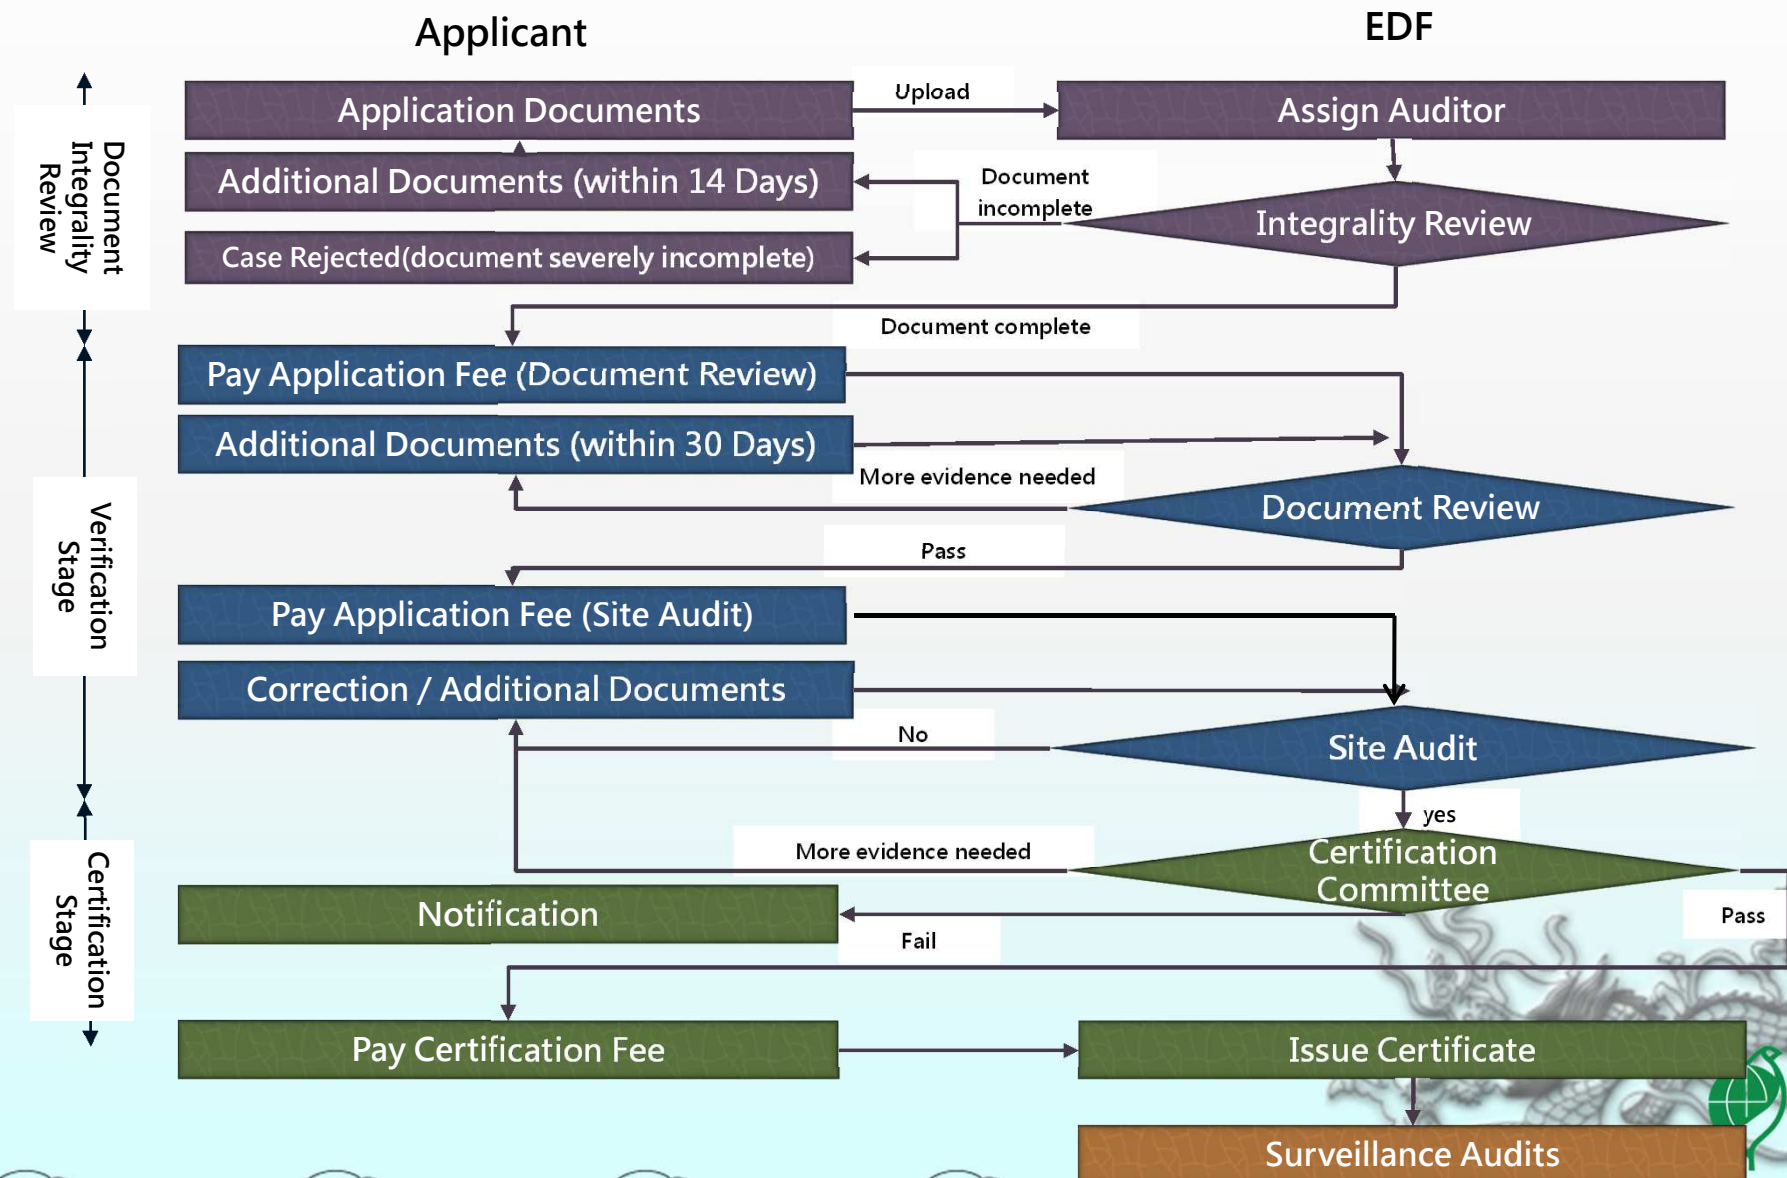 Applicant
EDF
Application Documents
Upload
Assign Auditor
Document
Integrality
Review
Additional Documents (within 14 Days)
Document
incomplete
Integrality Review
Case Rejected(document severely incomplete)
Document complete
Pay Application Fee (Document Review)
Additional Documents (within 30 Days)
More evidence needed
Document Review
Verification
Stage
Pass
Pay Application Fee (Site Audit)
Correction / Additional Documents
No
Site Audit
yes
More evidence needed
Certification
Committee
Certification
Stage
Notification
Fail
Pass
Pay Certification Fee
Issue Certificate
Surveillance Audits